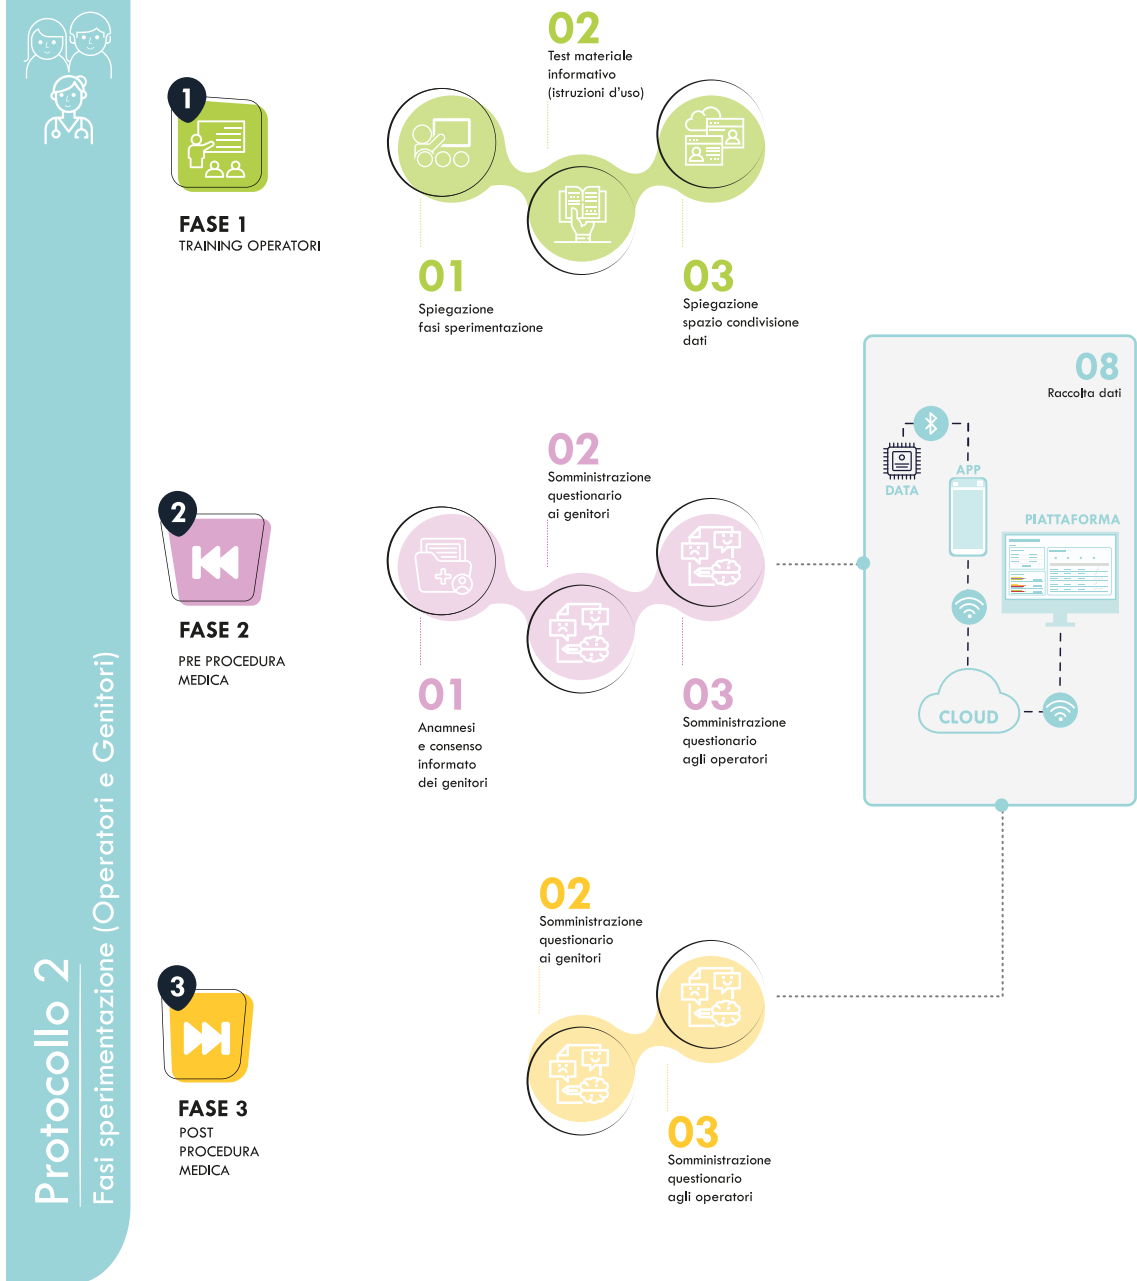 Protocollo 2
Fasi sperimentazione (Operatori e Genitori)
1
FASE 1
TRAINING OPERATORI
01
Spiegazione
fasi sperimentazione
02
Test materiale
informativo
(istruzioni d'uso)
03
Spiegazione
spazio condivisione
dati
2
FASE 2
PRE PROCEDURA
MEDICA
01
Anamnesi
e consenso
informato
dei genitori
02
Somministrazione
questionario
ai genitori
03
Somministrazione
questionario
agli operatori
08
Raccolta dati
DATA
APP
PIATTAFORMA
CLOUD
3
FASE 3
POST
PROCEDURA
MEDICA
02
Somministrazione
questionario
ai genitori
03
Somministrazione
questionario
agli operatori